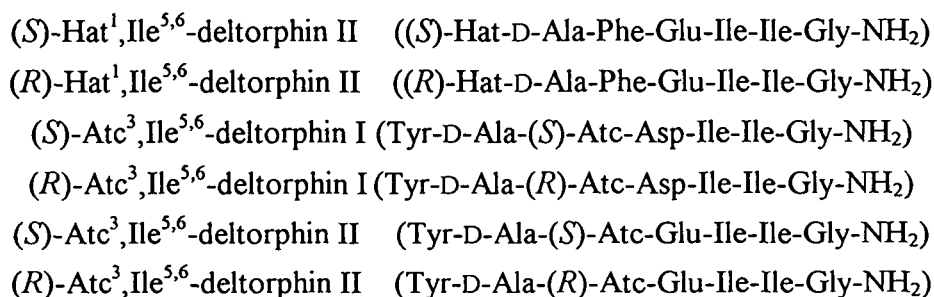 (S)-Hat¹,Ile⁵,⁶-deltorphin II ((S)-Hat-D-Ala-Phe-Glu-Ile-Ile-Gly-NH₂)
(R)-Hat¹,Ile⁵,⁶-deltorphin II ((R)-Hat-D-Ala-Phe-Glu-Ile-Ile-Gly-NH₂)
(S)-Atc³,Ile⁵,⁶-deltorphin I (Tyr-D-Ala-(S)-Atc-Asp-Ile-Ile-Gly-NH₂)
(R)-Atc³,Ile⁵,⁶-deltorphin I (Tyr-D-Ala-(R)-Atc-Asp-Ile-Ile-Gly-NH₂)
(S)-Atc³,Ile⁵,⁶-deltorphin II (Tyr-D-Ala-(S)-Atc-Glu-Ile-Ile-Gly-NH₂)
(R)-Atc³,Ile⁵,⁶-deltorphin II (Tyr-D-Ala-(R)-Atc-Glu-Ile-Ile-Gly-NH₂)